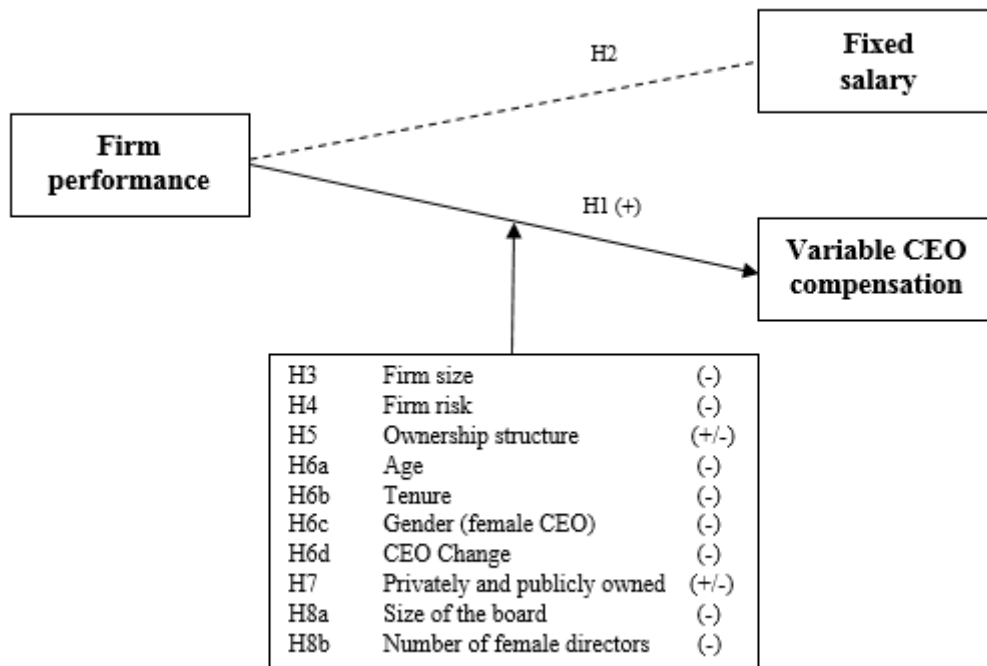 H2
Fixed
salary
Firm
performance
H1 (+)
Variable CEO
compensation
H3 Firm size (-)
H4 Firm risk (-)
H5 Ownership structure (+/-)
H6a Age (-)
H6b Tenure (-)
H6c Gender (female CEO) (-)
H6d CEO Change (-)
H7 Privately and publicly owned (+/-)
H8a Size of the board (-)
H8b Number of female directors (-)